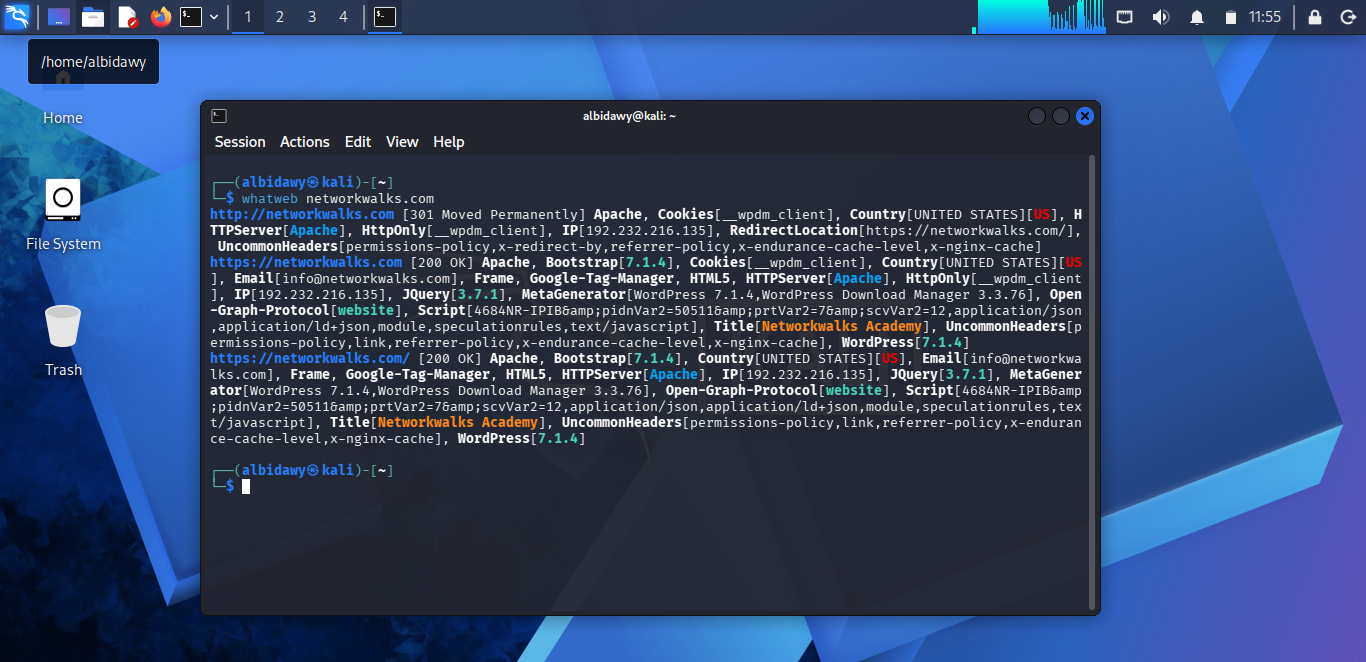 1 2 3 4
11:55
/home/albidawy
Home
File System
Trash
albidawy@kali: ~
Session Actions Edit View Help
┌──(albidawy㉿kali)-[~]
└─$ whatweb networkwalks.com
http://networkwalks.com [301 Moved Permanently] Apache, Cookies[__wpdm_client], Country[UNITED STATES][US], H
TTPServer[Apache], HttpOnly[__wpdm_client], IP[192.232.216.135], RedirectLocation[https://networkwalks.com/],
 UncommonHeaders[permissions-policy,x-redirect-by,referrer-policy,x-endurance-cache-level,x-nginx-cache]
https://networkwalks.com [200 OK] Apache, Bootstrap[7.1.4], Cookies[__wpdm_client], Country[UNITED STATES][US
], Email[info@networkwalks.com], Frame, Google-Tag-Manager, HTML5, HTTPServer[Apache], HttpOnly[__wpdm_client
], IP[192.232.216.135], JQuery[3.7.1], MetaGenerator[WordPress 7.1.4,WordPress Download Manager 3.3.76], Open
-Graph-Protocol[website], Script[4684NR-IPIB&amp;pidnVar2=50511&amp;prtVar2=7&amp;scvVar2=12,application/json
,application/ld+json,module,speculationrules,text/javascript], Title[Networkwalks Academy], UncommonHeaders[p
ermissions-policy,link,referrer-policy,x-endurance-cache-level,x-nginx-cache], WordPress[7.1.4]
https://networkwalks.com/ [200 OK] Apache, Bootstrap[7.1.4], Country[UNITED STATES][US], Email[info@networkwa
lks.com], Frame, Google-Tag-Manager, HTML5, HTTPServer[Apache], IP[192.232.216.135], JQuery[3.7.1], MetaGener
ator[WordPress 7.1.4,WordPress Download Manager 3.3.76], Open-Graph-Protocol[website], Script[4684NR-IPIB&amp
;pidnVar2=50511&amp;prtVar2=7&amp;scvVar2=12,application/json,application/ld+json,module,speculationrules,tex
t/javascript], Title[Networkwalks Academy], UncommonHeaders[permissions-policy,link,referrer-policy,x-enduran
ce-cache-level,x-nginx-cache], WordPress[7.1.4]
┌──(albidawy㉿kali)-[~]
└─$